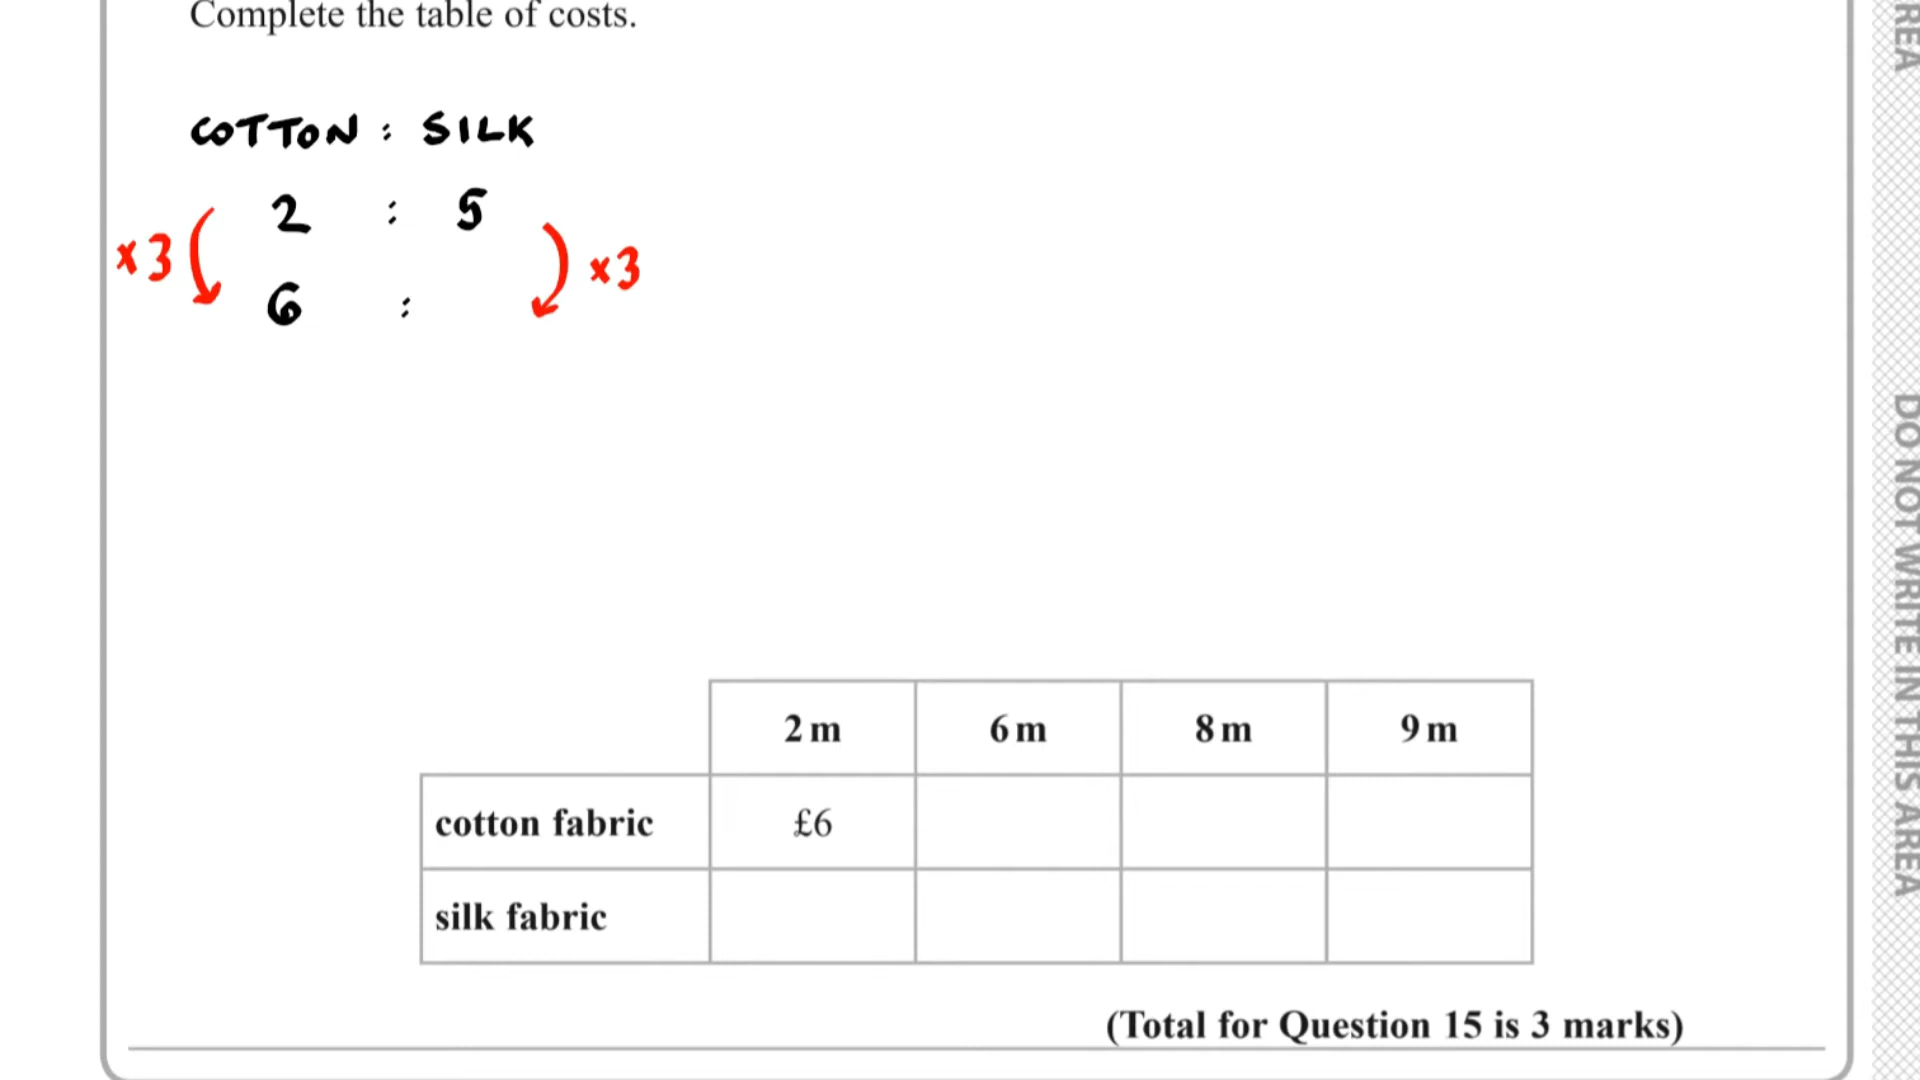 Complete the table of costs.
COTTON : SILK
2 : 5
×3 ×3
6 :
2 m 6 m 8 m 9 m
cotton fabric £6
silk fabric
(Total for Question 15 is 3 marks)
REA
DO NOT WRITE IN THIS AREA